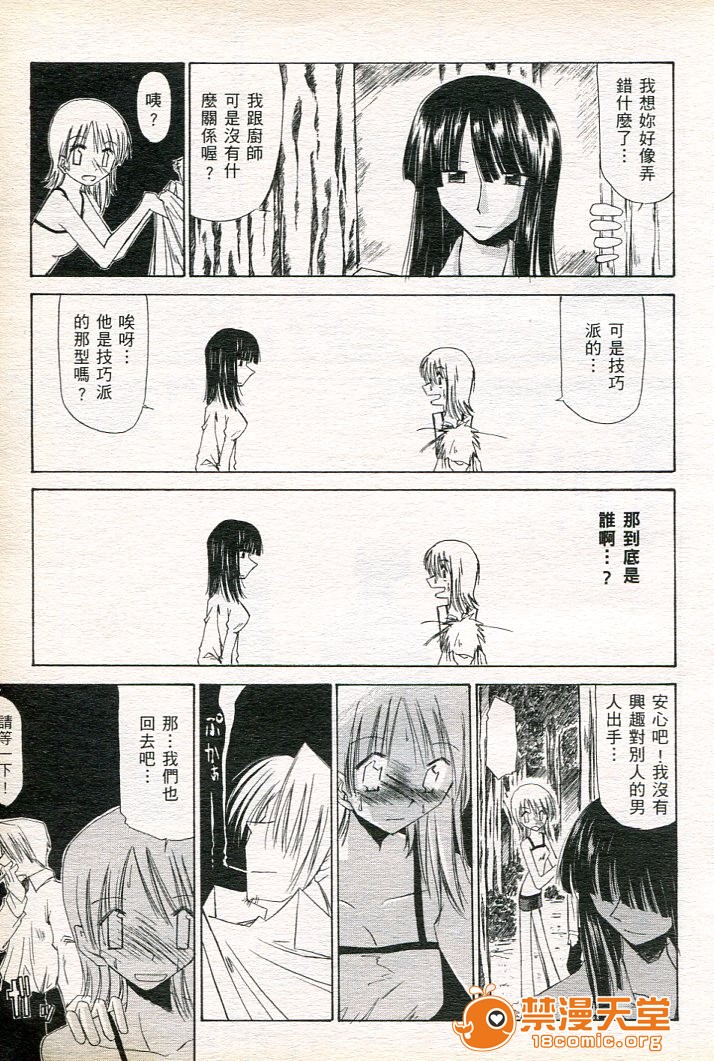 我想妳好像弄
錯什麼了…
我跟廚師
可是沒有什
麼關係喔?
咦?
可是技巧
派的…
唉呀…
他是技巧派
的那型嗎?
那到底是
誰啊…?
安心吧!我沒有
興趣對別人的男
人出手…
ぷかぁー
那…我們也
回去吧…
請等一下!
禁漫天堂
18comic.org